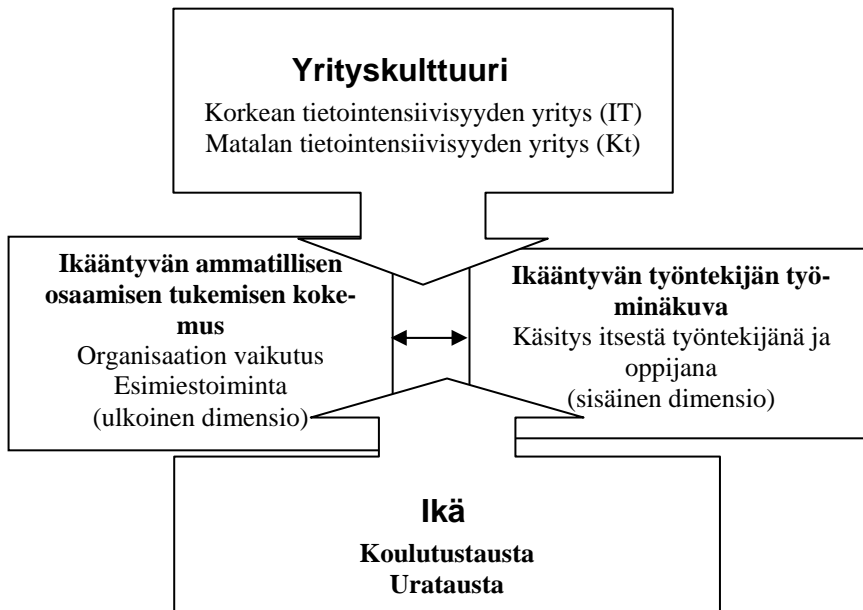 Yrityskulttuuri
Korkean tietointensiivisyyden yritys (IT)
Matalan tietointensiivisyyden yritys (Kt)
Ikääntyvän ammatillisen
osaamisen tukemisen koke-
mus
Organisaation vaikutus
Esimiestoiminta
(ulkoinen dimensio)
Ikääntyvän työntekijän työ-
minäkuva
Käsitys itsestä työntekijänä ja
oppijana
(sisäinen dimensio)
Ikä
Koulutustausta
Uratausta